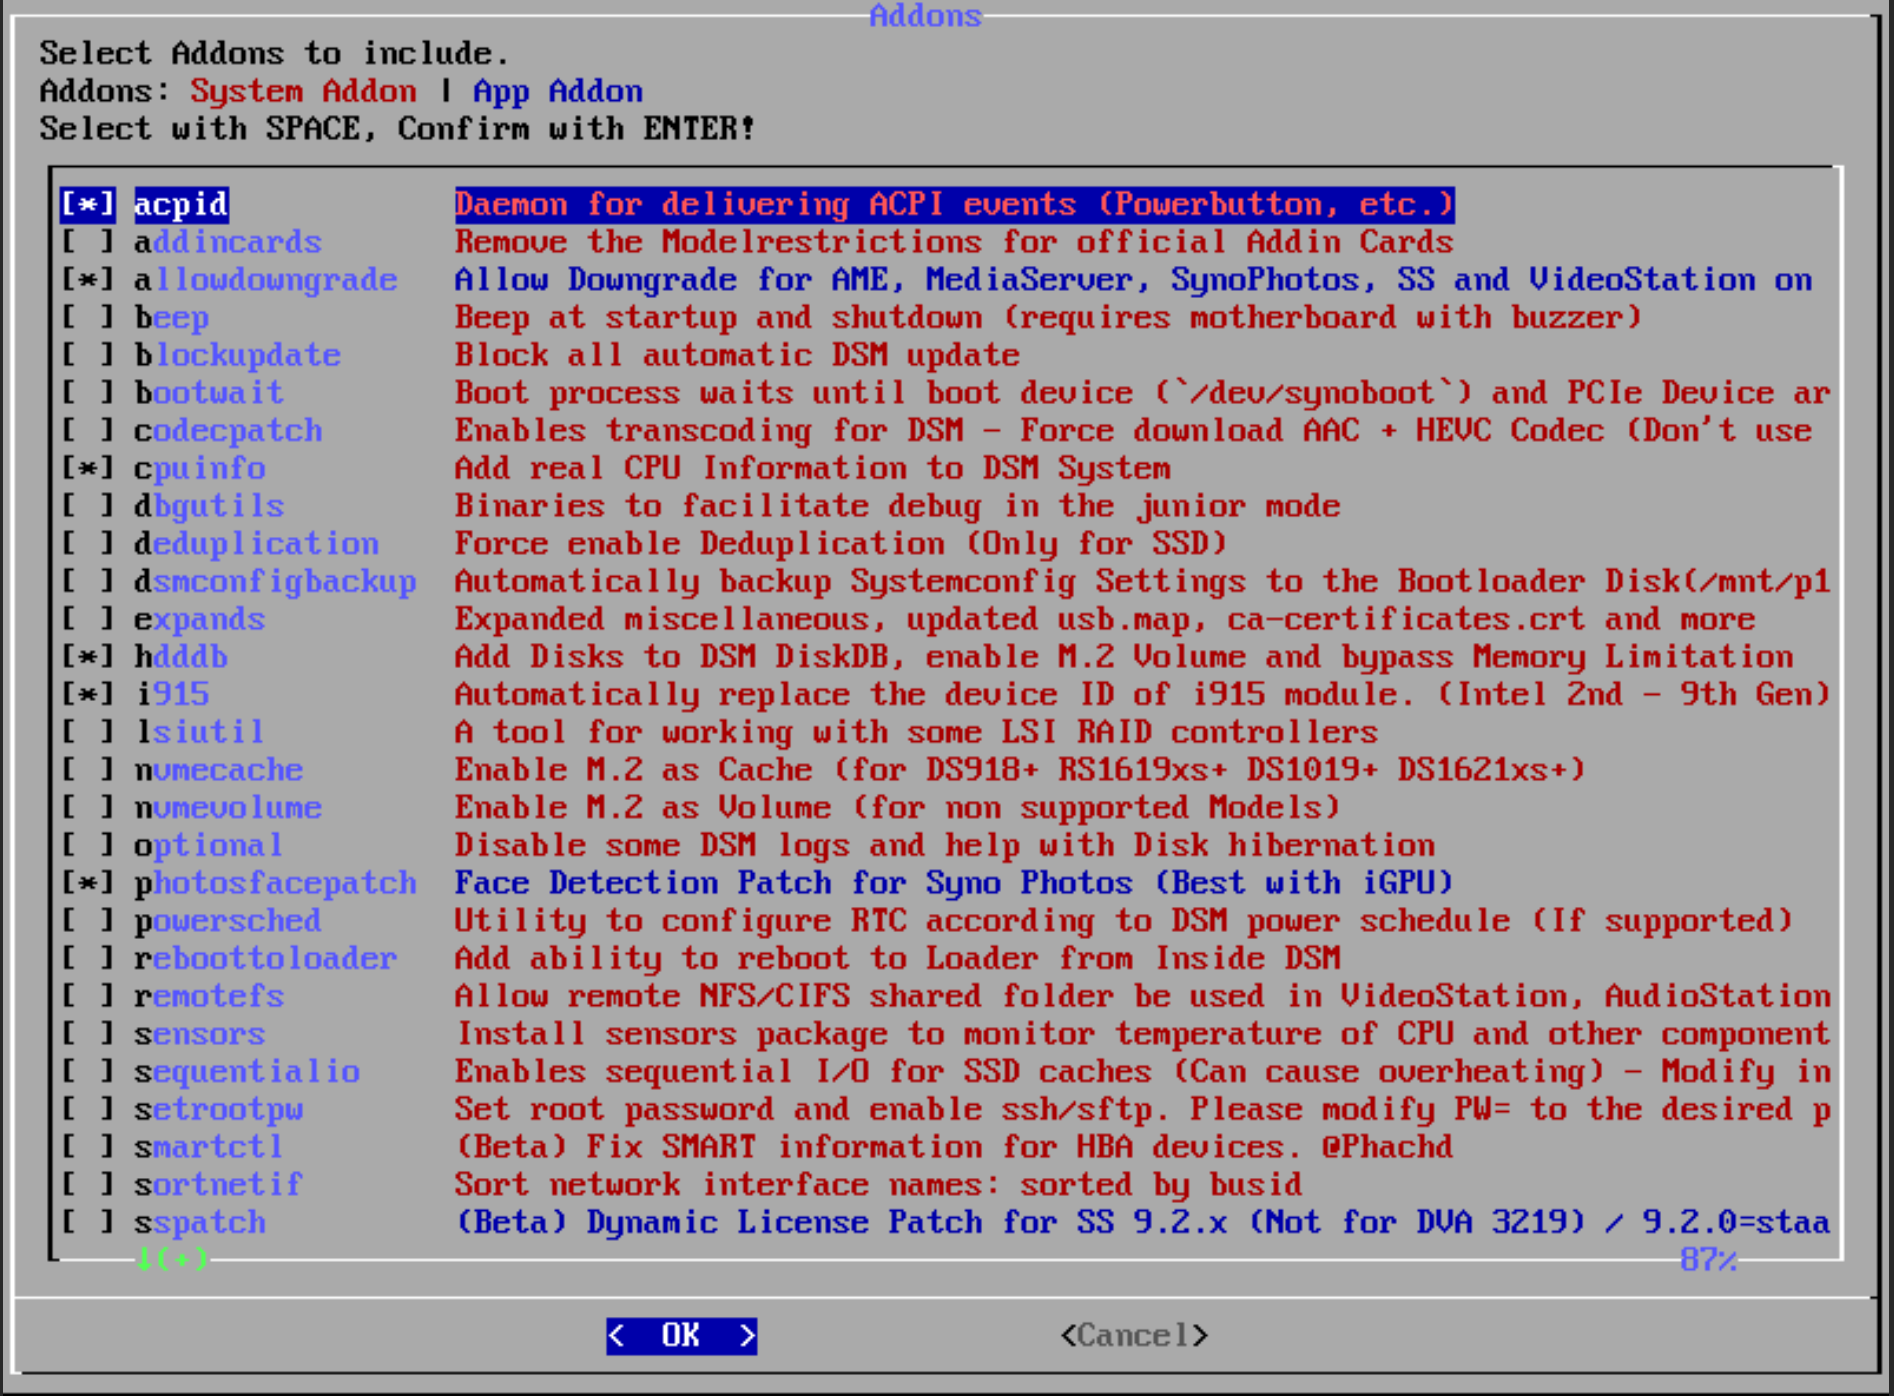 Addons
Select Addons to include.
Addons: System Addon | App Addon
Select with SPACE, Confirm with ENTER!
[*] acpid Daemon for delivering ACPI events (Powerbutton, etc.)
[ ] addincards Remove the Modelrestrictions for official Addin Cards
[*] allowdowngrade Allow Downgrade for AME, MediaServer, SynoPhotos, SS and VideoStation on
[ ] beep Beep at startup and shutdown (requires motherboard with buzzer)
[ ] blockupdate Block all automatic DSM update
[ ] bootwait Boot process waits until boot device (`/dev/synoboot`) and PCIe Device ar
[ ] codecpatch Enables transcoding for DSM - Force download AAC + HEVC Codec (Don't use
[*] cpuinfo Add real CPU Information to DSM System
[ ] dbgutils Binaries to facilitate debug in the junior mode
[ ] deduplication Force enable Deduplication (Only for SSD)
[ ] dsmconfigbackup Automatically backup Systemconfig Settings to the Bootloader Disk(/mnt/p1
[ ] expands Expanded miscellaneous, updated usb.map, ca-certificates.crt and more
[*] hdddb Add Disks to DSM DiskDB, enable M.2 Volume and bypass Memory Limitation
[*] i915 Automatically replace the device ID of i915 module. (Intel 2nd - 9th Gen)
[ ] lsiutil A tool for working with some LSI RAID controllers
[ ] nvmecache Enable M.2 as Cache (for DS918+ RS1619xs+ DS1019+ DS1621xs+)
[ ] nvmevolume Enable M.2 as Volume (for non supported Models)
[ ] optional Disable some DSM logs and help with Disk hibernation
[*] photosfacepatch Face Detection Patch for Syno Photos (Best with iGPU)
[ ] powersched Utility to configure RTC according to DSM power schedule (If supported)
[ ] reboottoloader Add ability to reboot to Loader from Inside DSM
[ ] remotefs Allow remote NFS/CIFS shared folder be used in VideoStation, AudioStation
[ ] sensors Install sensors package to monitor temperature of CPU and other component
[ ] sequentialio Enables sequential I/O for SSD caches (Can cause overheating) - Modify in
[ ] setrootpw Set root password and enable ssh/sftp. Please modify PW= to the desired p
[ ] smartctl (Beta) Fix SMART information for HBA devices. @Phachd
[ ] sortnetif Sort network interface names: sorted by busid
[ ] sspatch (Beta) Dynamic License Patch for SS 9.2.x (Not for DVA 3219) / 9.2.0=staa
↓(+) 87%
< OK > <Cancel>